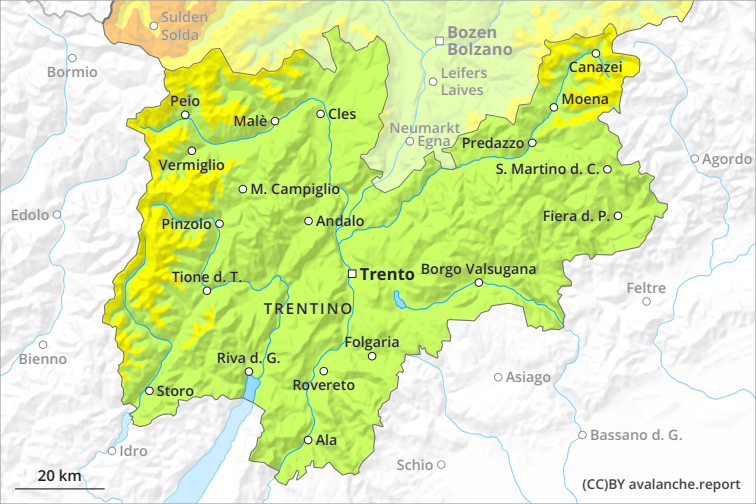 Sulden
Solda
Bozen
Bolzano
Bormio
Canazei
Leifers
Laives
Peio
Moena
Malè
Cles
Neumarkt
Egna
Predazzo
Vermiglio
Agordo
S. Martino d. C.
M. Campiglio
Edolo
Pinzolo
Andalo
Fiera d. P.
Tione d. T.
Trento
Borgo Valsugana
Feltre
TRENTINO
Bienno
Folgaria
Riva d. G.
Rovereto
Asiago
Storo
Ala
Bassano d. G.
Idro
Schio
20 km
(CC)BY avalanche.report